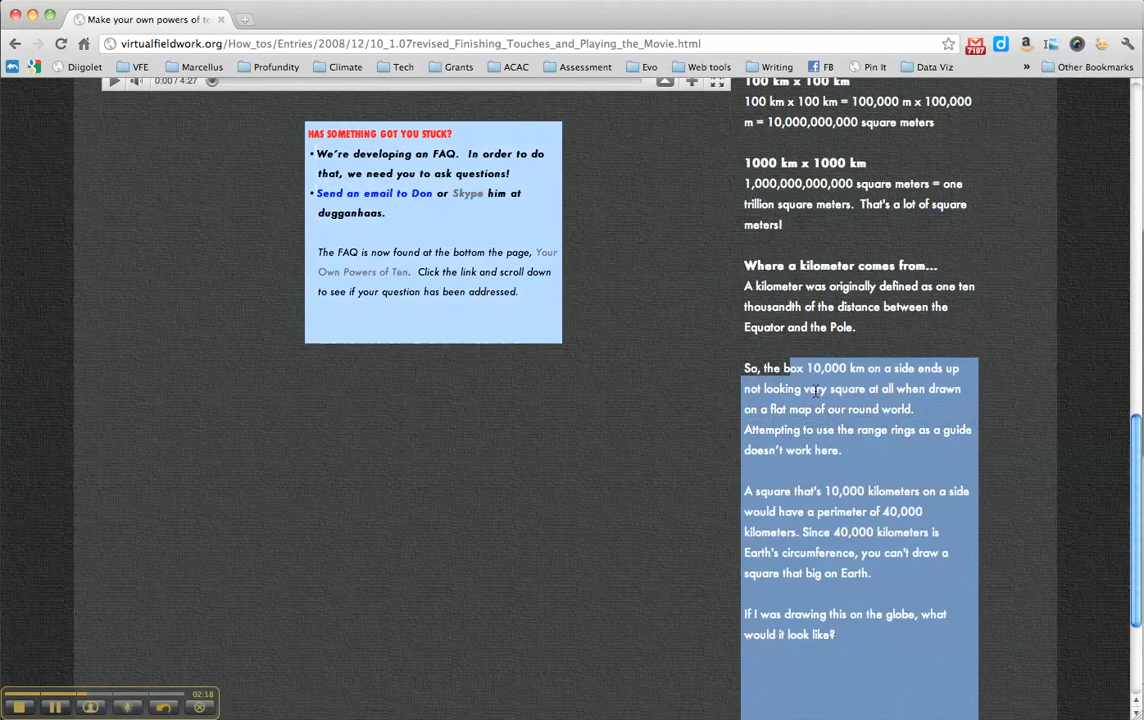 Make your own powers of te
virtualfieldwork.org/How_tos/Entries/2008/12/10_1.07revised_Finishing_Touches_and_Playing_the_Movie.html
7197
Diigolet VFE Marcellus Profundity Climate Tech Grants ACAC Assessment Evo Web tools Writing FB Pin It Data Viz » Other Bookmarks
0:00 / 4:27
HAS SOMETHING GOT YOU STUCK?
• We're developing an FAQ. In order to do
that, we need you to ask questions!
• Send an email to Don or Skype him at
dugganhaas.
The FAQ is now found at the bottom the page, Your
Own Powers of Ten. Click the link and scroll down
to see if your question has been addressed.
100 km x 100 km
100 km x 100 km = 100,000 m x 100,000
m = 10,000,000,000 square meters
1000 km x 1000 km
1,000,000,000,000 square meters = one
trillion square meters. That's a lot of square
meters!
Where a kilometer comes from...
A kilometer was originally defined as one ten
thousandth of the distance between the
Equator and the Pole.
So, the box 10,000 km on a side ends up
not looking very square at all when drawn
on a flat map of our round world.
Attempting to use the range rings as a guide
doesn't work here.
A square that's 10,000 kilometers on a side
would have a perimeter of 40,000
kilometers. Since 40,000 kilometers is
Earth's circumference, you can't draw a
square that big on Earth.
If I was drawing this on the globe, what
would it look like?
02:18